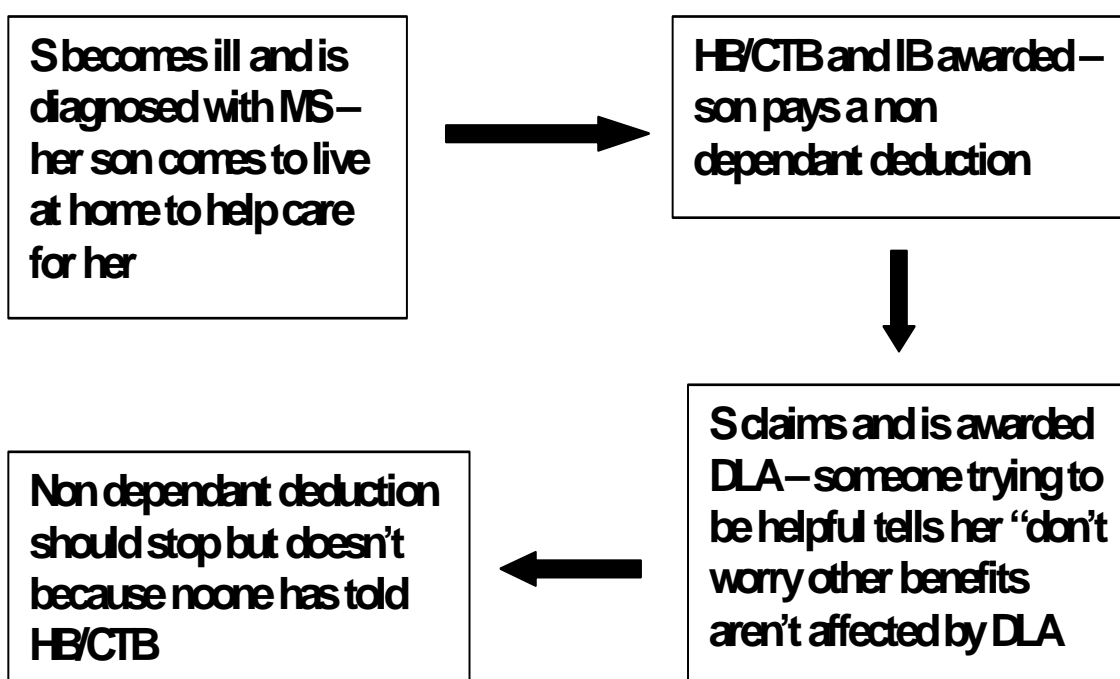 S becomes ill and is
diagnosed with MS –
her son comes to live
at home to help care
for her
HB/CTB and IB awarded –
son pays a non
dependant deduction
S claims and is awarded
DLA – someone trying to
be helpful tells her “don’t
worry other benefits
aren’t affected by DLA
Non dependant deduction
should stop but doesn’t
because noone has told
HB/CTB